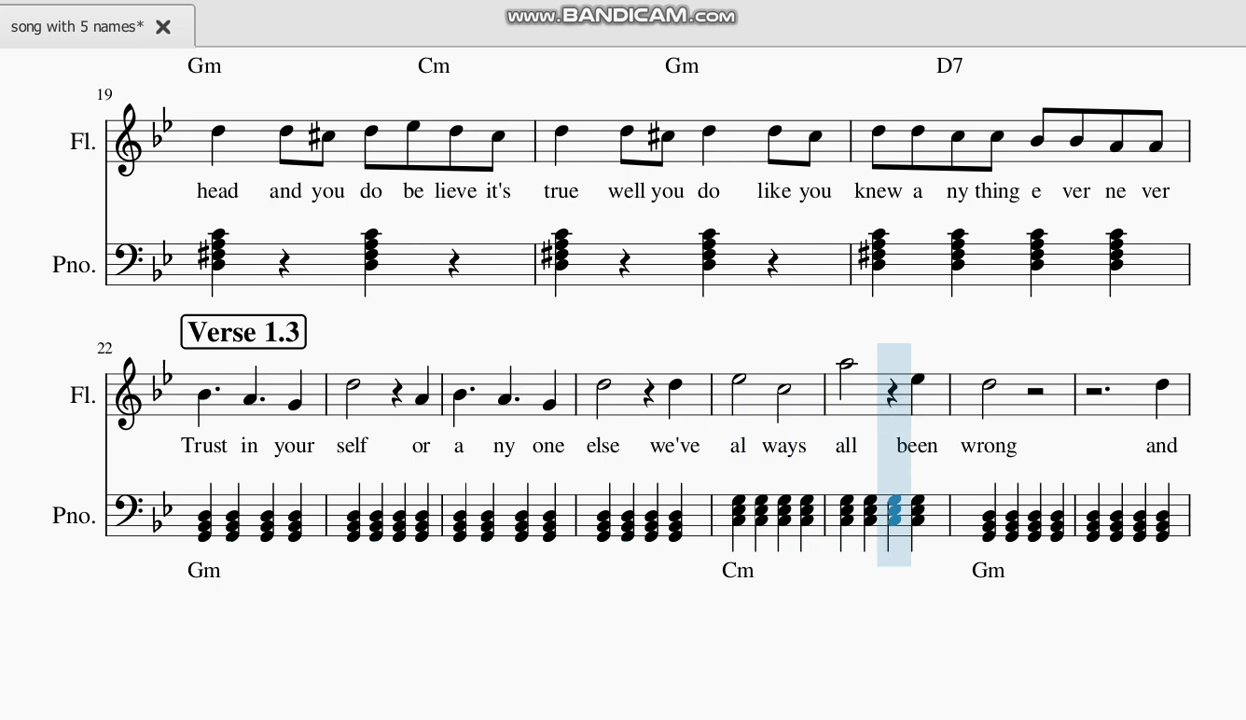 www.BANDICAM.com
song with 5 names*
Gm Cm Gm D7
19
Fl.
head and you do be lieve it's true well you do like you knew a ny thing e ver ne ver
Pno.
Verse 1.3
22
Fl.
Trust in your self or a ny one else we've al ways all been wrong and
Pno.
Gm Cm Gm